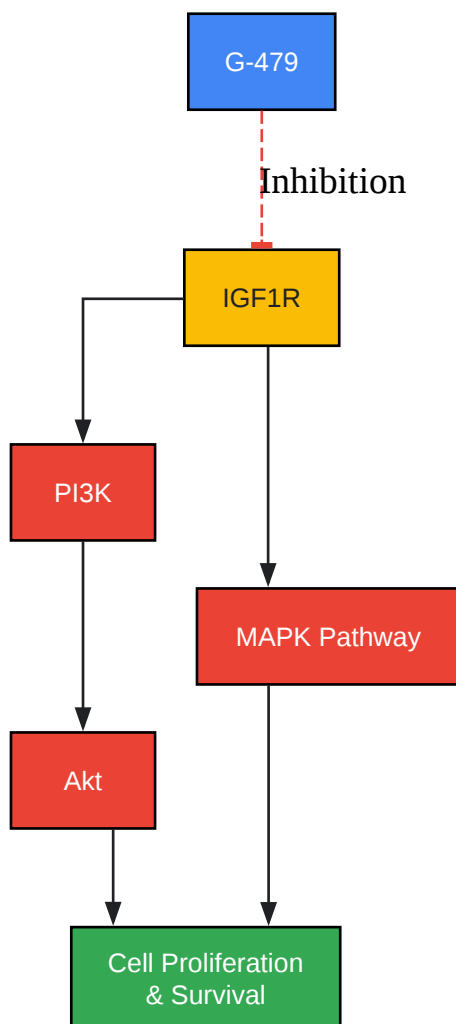 G-479
Inhibition
IGF1R
PI3K
MAPK Pathway
Akt
Cell Proliferation
& Survival